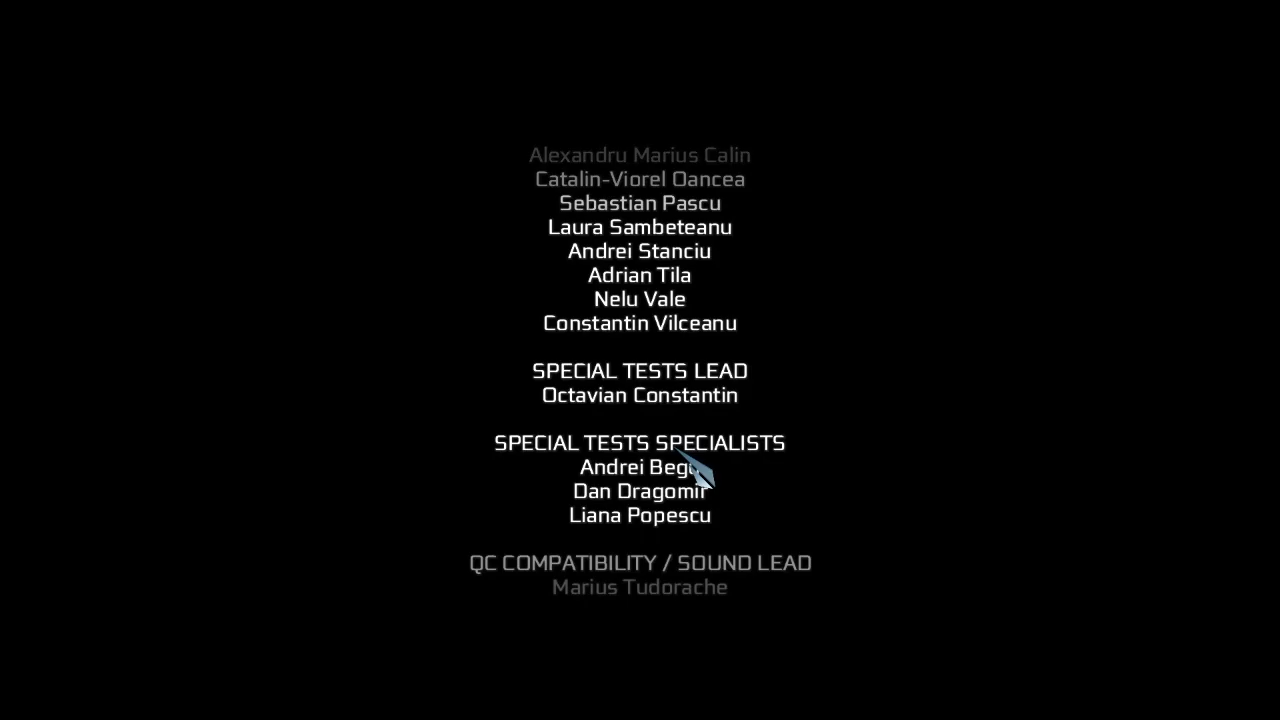 Alexandru Marius Calin
Catalin-Viorel Oancea
Sebastian Pascu
Laura Sambeteanu
Andrei Stanciu
Adrian Tila
Nelu Vale
Constantin Vilceanu
SPECIAL TESTS LEAD
Octavian Constantin
SPECIAL TESTS SPECIALISTS
Andrei
Dan Dragomir
Liana Popescu
QC COMPATIBILITY / SOUND LEAD
Marius Tudorache